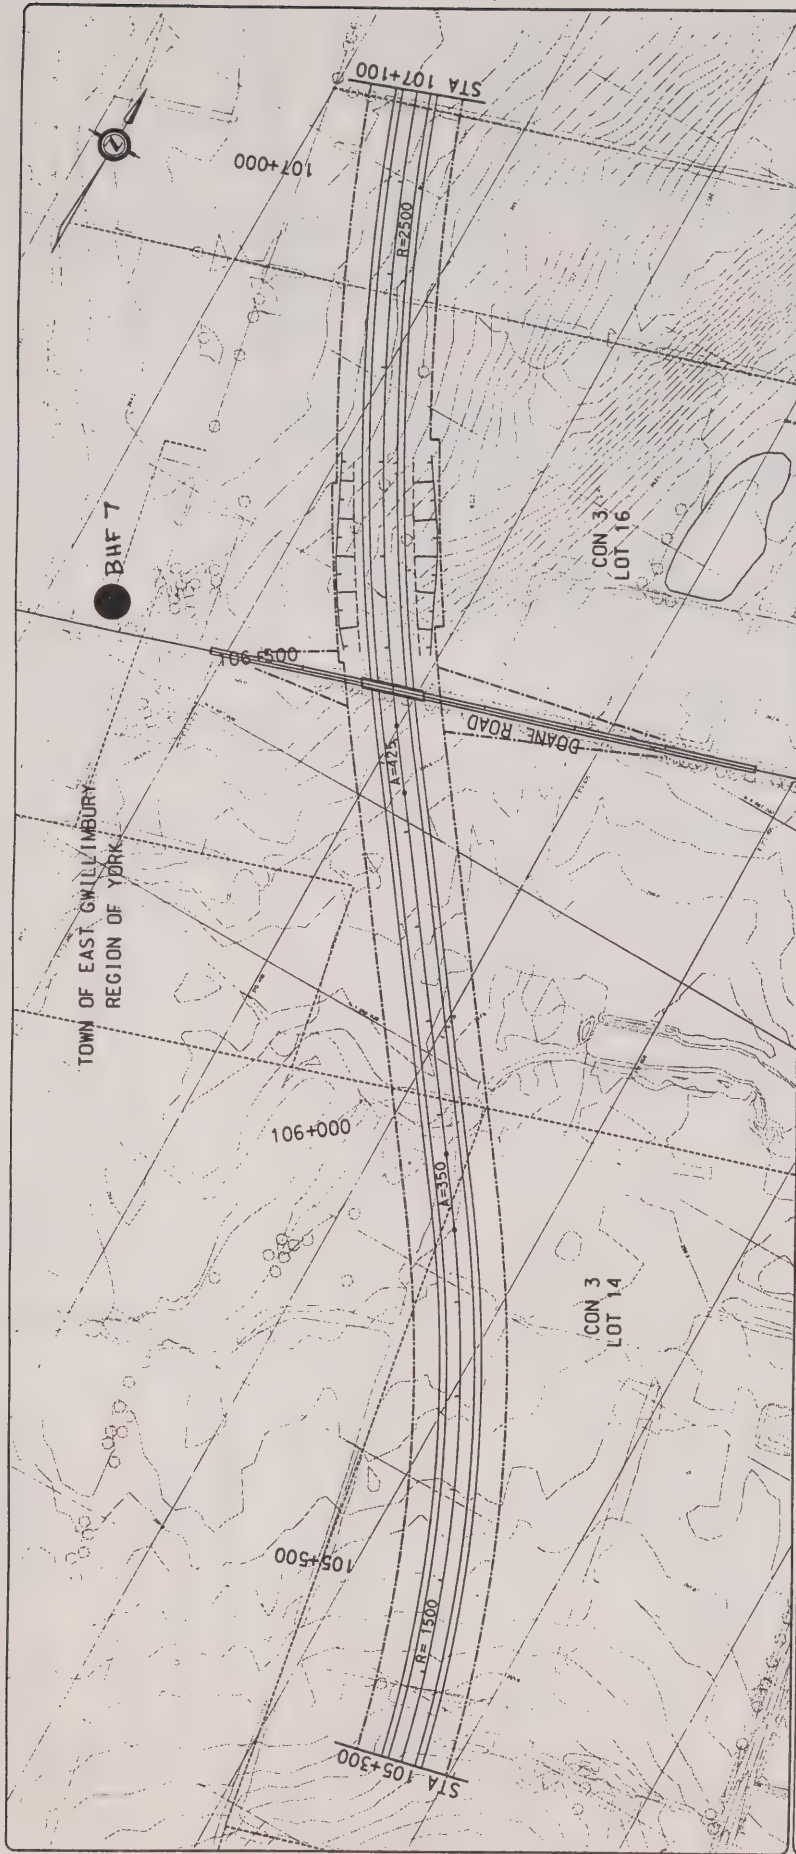 STA 107+100
107+000
R=2500
BHF 7
CON 3
LOT 16
106+500
DOANE ROAD
A=425
TOWN OF EAST GWILLIMBURY
REGION OF YORK
106+000
A=350
CON 3
LOT 14
105+500
R=1500
STA 105+300